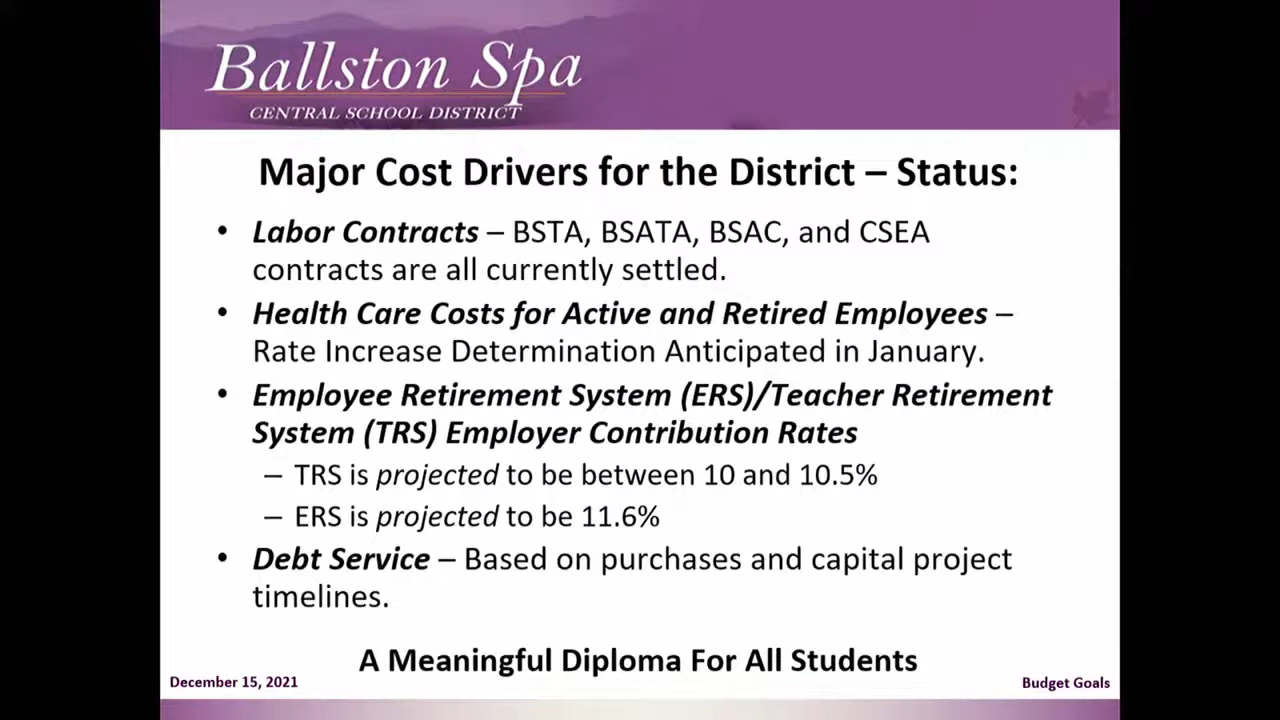 Ballston Spa
CENTRAL SCHOOL DISTRICT
Major Cost Drivers for the District – Status:
• Labor Contracts – BSTA, BSATA, BSAC, and CSEA
contracts are all currently settled.
• Health Care Costs for Active and Retired Employees –
Rate Increase Determination Anticipated in January.
• Employee Retirement System (ERS)/Teacher Retirement
System (TRS) Employer Contribution Rates
– TRS is projected to be between 10 and 10.5%
– ERS is projected to be 11.6%
• Debt Service – Based on purchases and capital project
timelines.
A Meaningful Diploma For All Students
December 15, 2021
Budget Goals